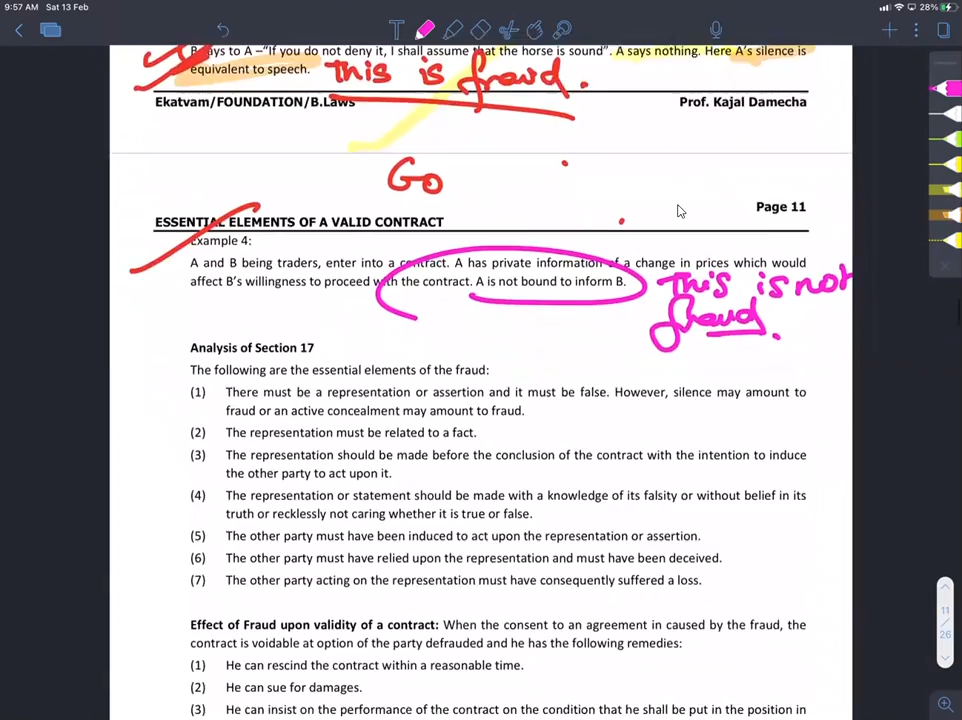 9:57 AM Sat 13 Feb
28%
B says to A –"If you do not deny it, I shall assume that the horse is sound". A says nothing. Here A's silence is
equivalent to speech.
This is fraud.
Ekatvam/FOUNDATION/B.Laws
Prof. Kajal Damecha
Go
Page 11
ESSENTIAL ELEMENTS OF A VALID CONTRACT
Example 4:
A and B being traders, enter into a contract. A has private information of a change in prices which would
affect B's willingness to proceed with the contract. A is not bound to inform B.
This is not
fraud.
Analysis of Section 17
The following are the essential elements of the fraud:
(1) There must be a representation or assertion and it must be false. However, silence may amount to
fraud or an active concealment may amount to fraud.
(2) The representation must be related to a fact.
(3) The representation should be made before the conclusion of the contract with the intention to induce
the other party to act upon it.
(4) The representation or statement should be made with a knowledge of its falsity or without belief in its
truth or recklessly not caring whether it is true or false.
(5) The other party must have been induced to act upon the representation or assertion.
(6) The other party must have relied upon the representation and must have been deceived.
(7) The other party acting on the representation must have consequently suffered a loss.
Effect of Fraud upon validity of a contract: When the consent to an agreement in caused by the fraud, the
contract is voidable at option of the party defrauded and he has the following remedies:
(1) He can rescind the contract within a reasonable time.
(2) He can sue for damages.
(3) He can insist on the performance of the contract on the condition that he shall be put in the position in
11
/
26